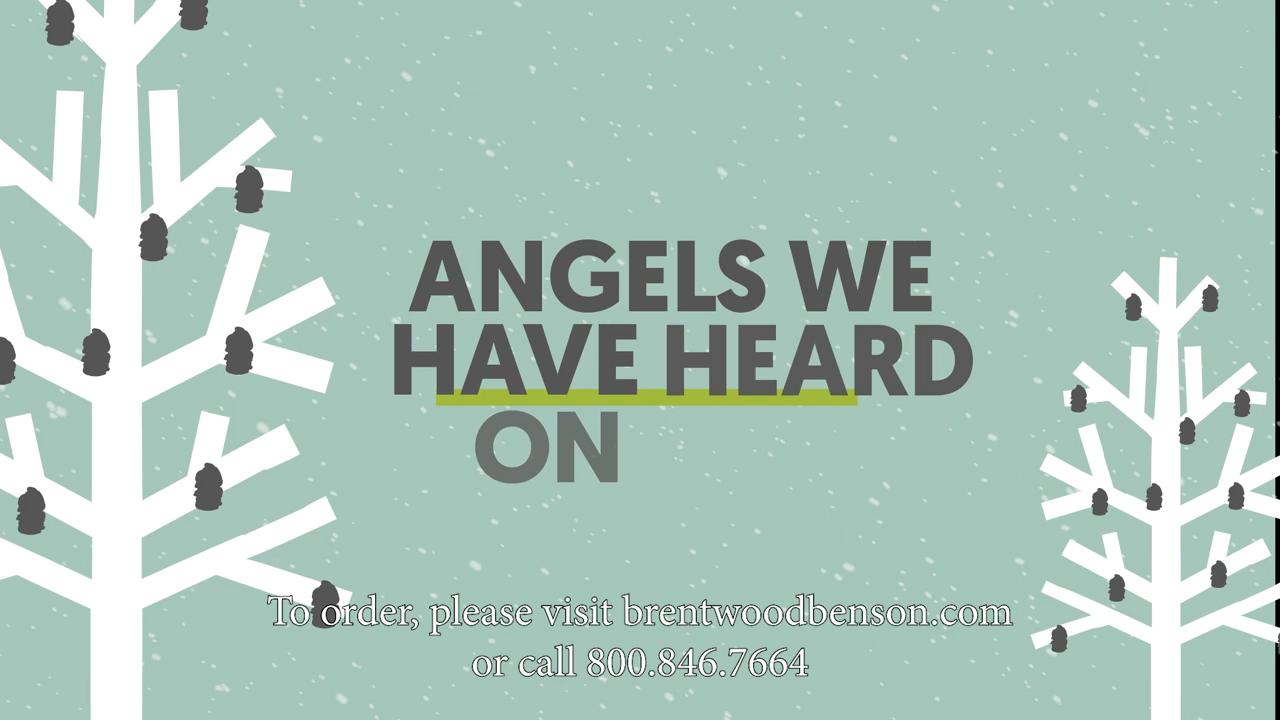 ANGELS WE
HAVE HEARD
ON
To order, please visit brentwoodbenson.com
or call 800.846.7664